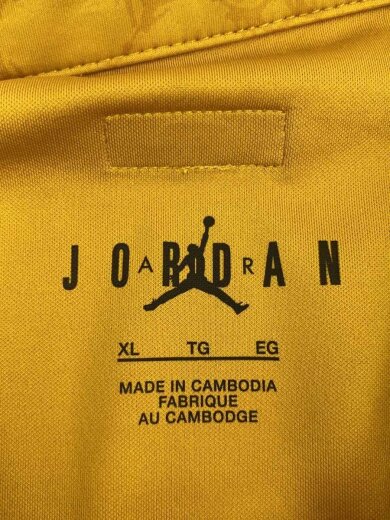 JORDAN
AIR
XL TG EG
MADE IN CAMBODIA
FABRIQUE
AU CAMBODGE